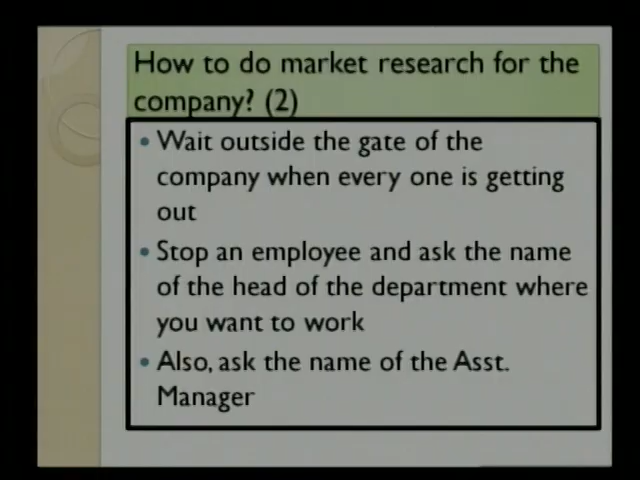 How to do market research for the
company? (2)
• Wait outside the gate of the
company when every one is getting
out
• Stop an employee and ask the name
of the head of the department where
you want to work
• Also, ask the name of the Asst.
Manager